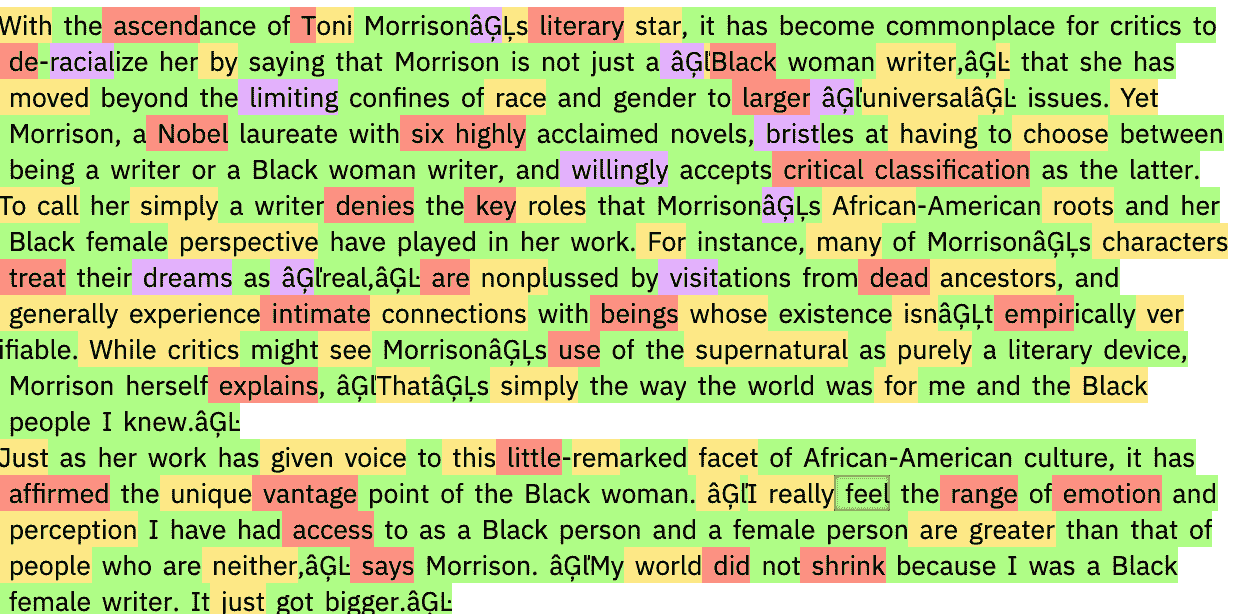 With the ascendance of Toni MorrisonâĢĻs literary star, it has become commonplace for critics to
de-racialize her by saying that Morrison is not just a âĢľBlack woman writer,âĢĿ that she has
moved beyond the limiting confines of race and gender to larger âĢľuniversalâĢĿ issues. Yet
Morrison, a Nobel laureate with six highly acclaimed novels, bristles at having to choose between
being a writer or a Black woman writer, and willingly accepts critical classification as the latter.
To call her simply a writer denies the key roles that MorrisonâĢĻs African-American roots and her
Black female perspective have played in her work. For instance, many of MorrisonâĢĻs characters
treat their dreams as âĢľreal,âĢĿ are nonplussed by visitations from dead ancestors, and
generally experience intimate connections with beings whose existence isnâĢĻt empirically ver
ifiable. While critics might see MorrisonâĢĻs use of the supernatural as purely a literary device,
Morrison herself explains, âĢľThatâĢĻs simply the way the world was for me and the Black
people I knew.âĢĿ
Just as her work has given voice to this little-remarked facet of African-American culture, it has
affirmed the unique vantage point of the Black woman. âĢľI really feel the range of emotion and
perception I have had access to as a Black person and a female person are greater than that of
people who are neither,âĢĿ says Morrison. âĢľMy world did not shrink because I was a Black
female writer. It just got bigger.âĢĿ